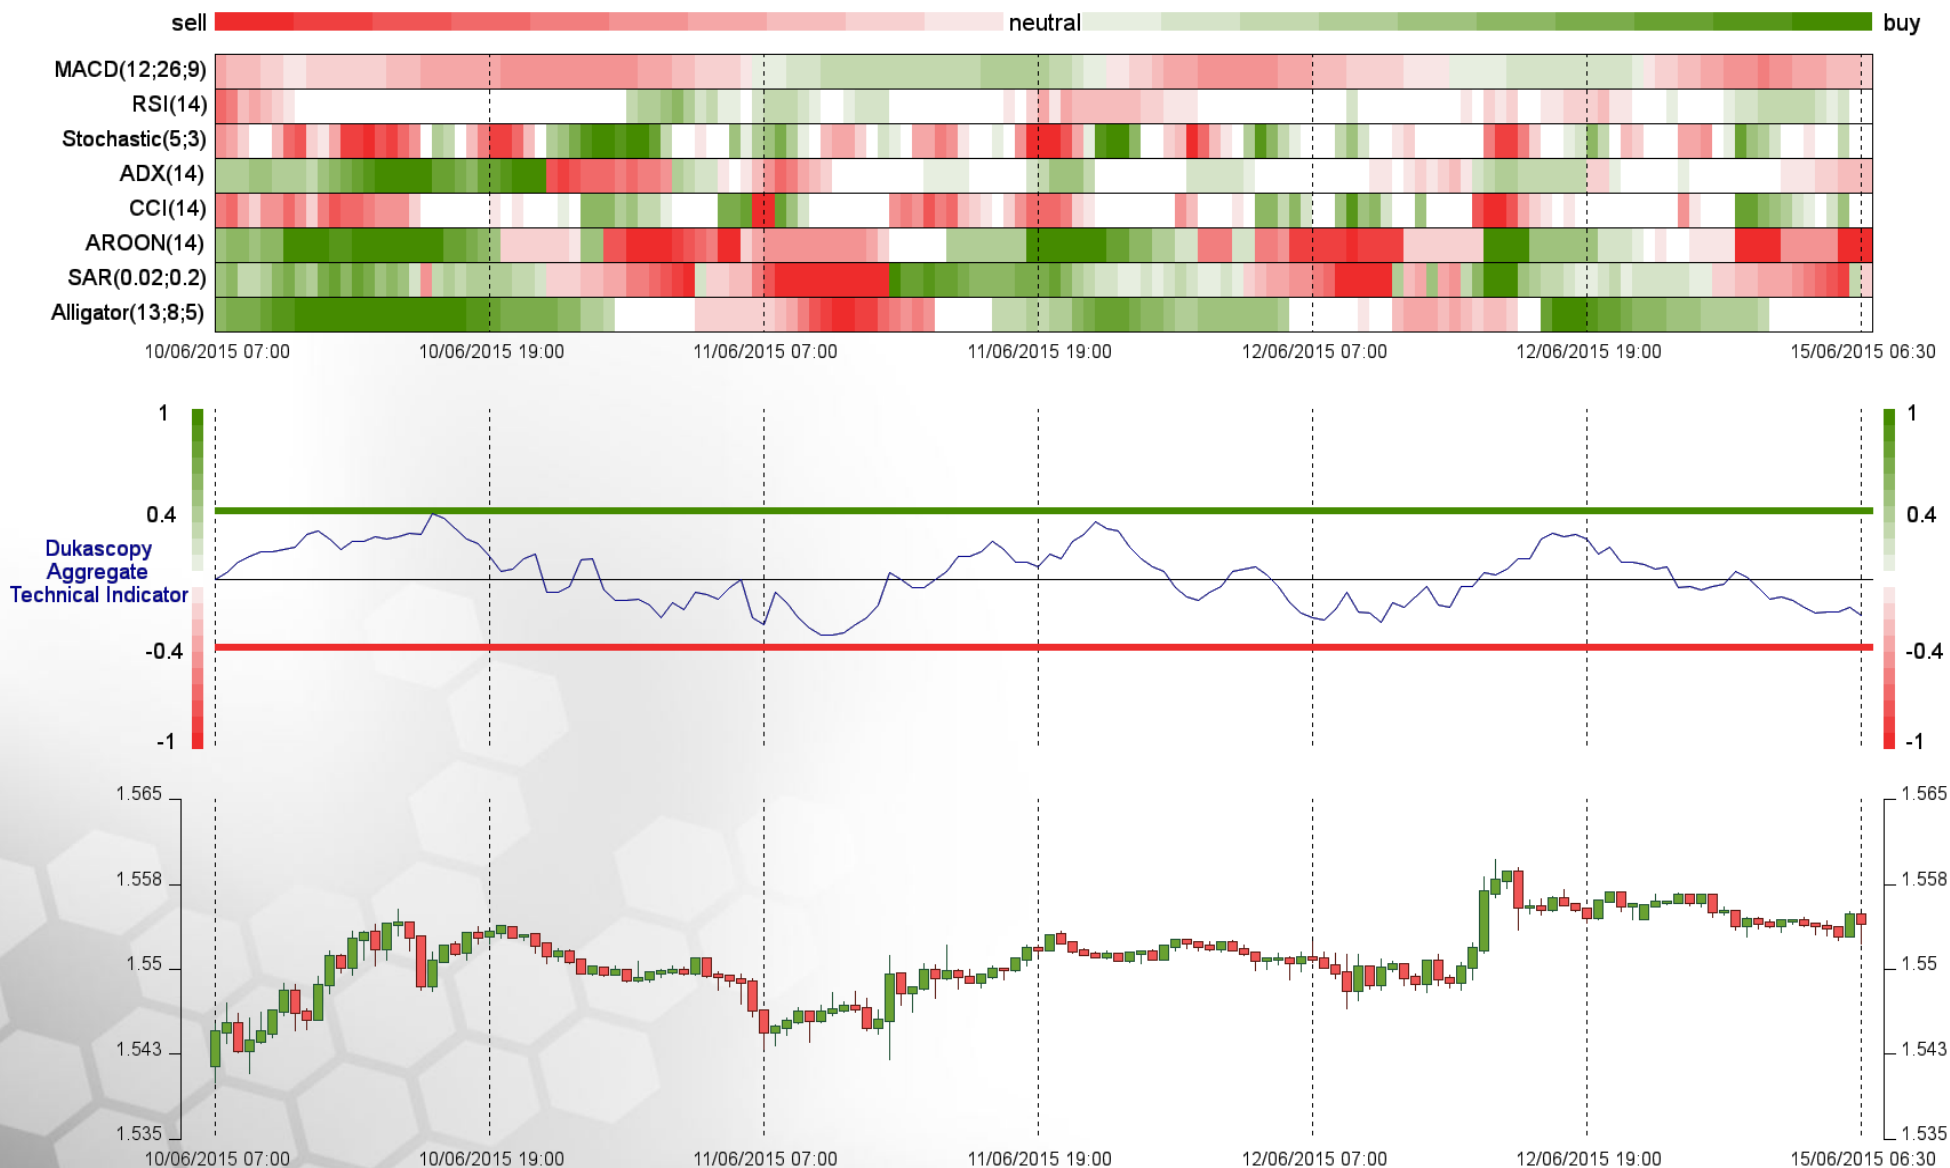 sell neutral buy
MACD(12;26;9)
RSI(14)
Stochastic(5;3)
ADX(14)
CCI(14)
AROON(14)
SAR(0.02;0.2)
Alligator(13;8;5)
10/06/2015 07:00 10/06/2015 19:00 11/06/2015 07:00 11/06/2015 19:00 12/06/2015 07:00 12/06/2015 19:00 15/06/2015 06:30
1 1
0.4 0.4
Dukascopy
Aggregate
Technical Indicator
-0.4 -0.4
-1 -1
1.565 1.565
1.558 1.558
1.55 1.55
1.543 1.543
1.535 1.535
10/06/2015 07:00 10/06/2015 19:00 11/06/2015 07:00 11/06/2015 19:00 12/06/2015 07:00 12/06/2015 19:00 15/06/2015 06:30